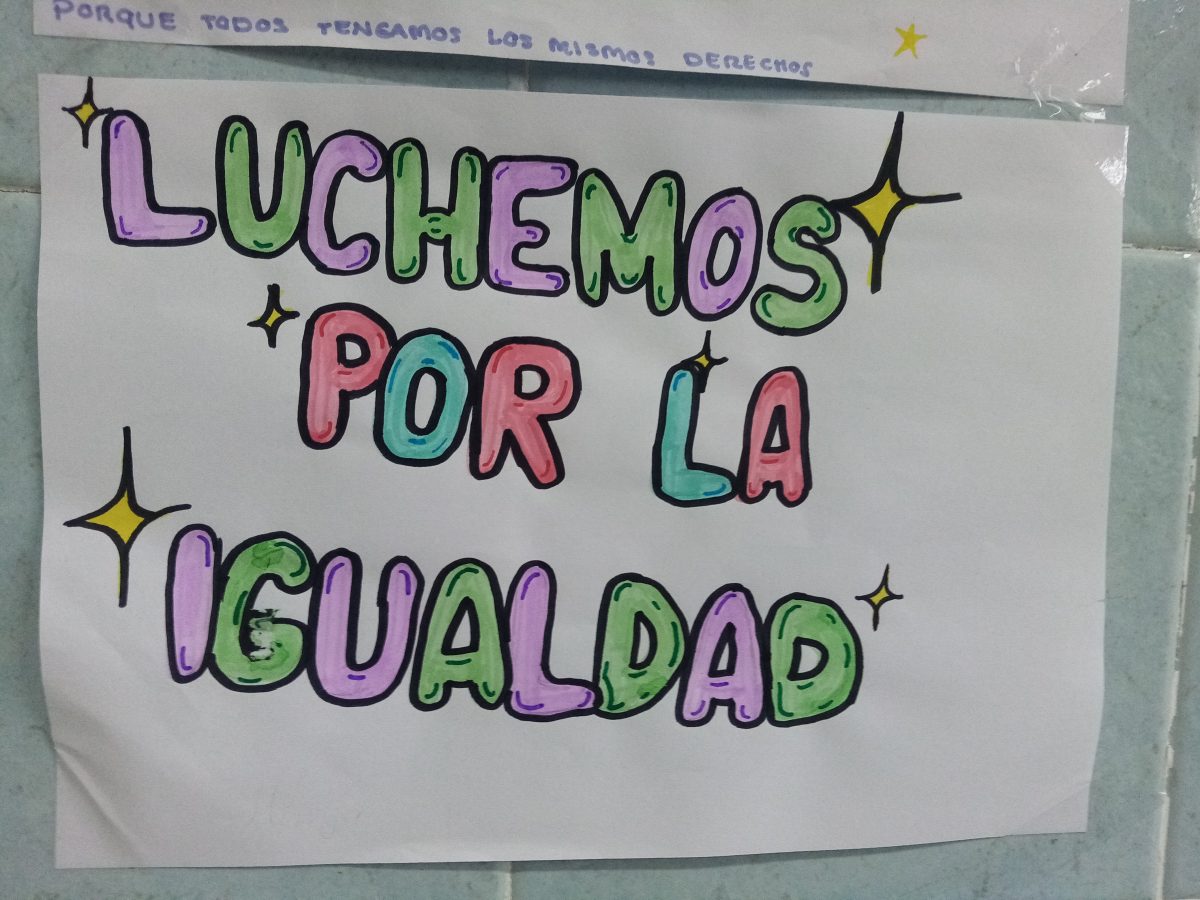 PORQUE TODOS TENGAMOS LOS MISMOS DERECHOS
LUCHEMOS
POR LA
IGUALDAD